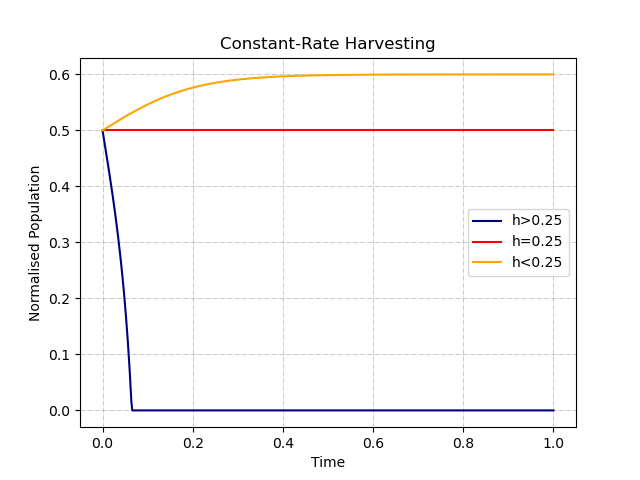 Constant-Rate Harvesting
Normalised Population
0.6
0.5
0.4
0.3
0.2
0.1
0.0
h>0.25
h=0.25
h<0.25
0.0 0.2 0.4 0.6 0.8 1.0
Time